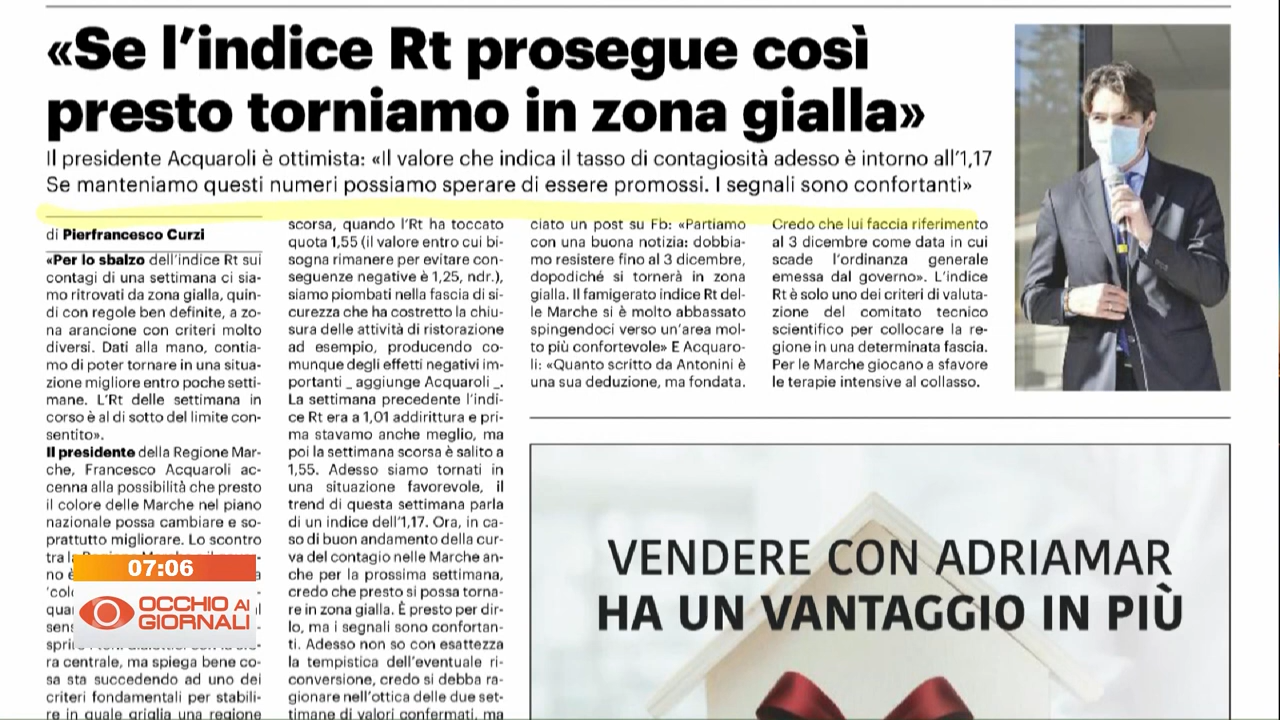 «Se l'indice Rt prosegue così
presto torniamo in zona gialla»
Il presidente Acquaroli è ottimista: «Il valore che indica il tasso di contagiosità adesso è intorno all'1,17
Se manteniamo questi numeri possiamo sperare di essere promossi. I segnali sono confortanti»
di Pierfrancesco Curzi
«Per lo sbalzo dell'indice Rt sui
contagi di una settimana ci sia-
mo ritrovati da zona gialla, quin-
di con regole ben definite, a zo-
na arancione con criteri molto
diversi. Dati alla mano, contia-
mo di poter tornare in una situa-
zione migliore entro poche setti-
mane. L'Rt delle settimana in
corso è al di sotto del limite con-
sentito».
Il presidente della Regione Mar-
che, Francesco Acquaroli ac-
cenna alla possibilità che presto
il colore delle Marche nel piano
nazionale possa cambiare e so-
prattutto migliorare. Lo scontro
tra la
no è
'colo
quan
sens
ra centrale, ma spiega bene co-
sa sta succedendo ad uno dei
criteri fondamentali per stabili-
re in quale griglia una regione
scorsa, quando l'Rt ha toccato
quota 1,55 (il valore entro cui bi-
sogna rimanere per evitare con-
seguenze negative è 1,25, ndr.),
siamo piombati nella fascia di si-
curezza che ha costretto la chiu-
sura delle attività di ristorazione
ad esempio, producendo co-
munque degli effetti negativi im-
portanti _ aggiunge Acquaroli _.
La settimana precedente l'indi-
ce Rt era a 1,01 addirittura e pri-
ma stavamo anche meglio, ma
poi la settimana scorsa è salito a
1,55. Adesso siamo tornati in
una situazione favorevole, il
trend di questa settimana parla
di un indice dell'1,17. Ora, in ca-
so di buon andamento della cur-
va del contagio nelle Marche an-
che per la prossima settimana,
credo che presto si possa torna-
re in zona gialla. È presto per dir-
lo, ma i segnali sono confortan-
ti. Adesso non so con esattezza
la tempistica dell'eventuale ri-
conversione, credo si debba ra-
gionare nell'ottica delle due set-
timane di valori confermati, ma
ciato un post su Fb: «Partiamo
con una buona notizia: dobbia-
mo resistere fino al 3 dicembre,
dopodiché si tornerà in zona
gialla. Il famigerato indice Rt del-
le Marche si è molto abbassato
spingendoci verso un'area mol-
to più confortevole» E Acquaro-
li: «Quanto scritto da Antonini è
una sua deduzione, ma fondata.
Credo che lui faccia riferimento
al 3 dicembre come data in cui
scade l'ordinanza generale
emessa dal governo». L'indice
Rt è solo uno dei criteri di valuta-
zione del comitato tecnico
scientifico per collocare la re-
gione in una determinata fascia.
Per le Marche giocano a sfavore
le terapie intensive al collasso.
VENDERE CON ADRIAMAR
HA UN VANTAGGIO IN PIÙ
07:06
OCCHIO AI
GIORNALI